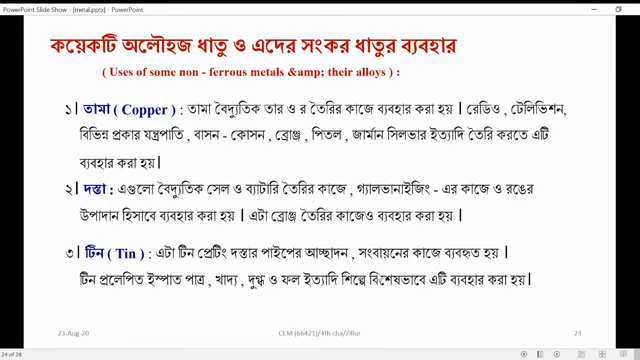 PowerPoint Slide Show - [metal.pptx] - PowerPoint
কয়েকটি অলৌহজ ধাতু ও এদের সংকর ধাতুর ব্যবহার
( Uses of some non - ferrous metals &amp; their alloys ) :
১| তামা ( Copper ) : তামা বৈদ্যুতিক তার ও র তৈরির কাজে ব্যবহার করা হয় | রেডিও , টেলিভিশন,
বিভিন্ন প্রকার যন্ত্রপাতি , বাসন - কোসন , ব্রোঞ্জ , পিতল , জার্মান সিলভার ইত্যাদি তৈরি করতে এটি
ব্যবহার করা হয়|
২| দস্তা : এগুলো বৈদ্যুতিক সেল ও ব্যাটারি তৈরির কাজে , গ্যালভানাইজিং - এর কাজে ও রঙের
উপাদান হিসাবে ব্যবহার করা হয় | এটা ব্রোঞ্জ তৈরির কাজেও ব্যবহার করা হয় |
৩ | টিন ( Tin ) : এটা টিন প্লেটিং দস্তার পাইপের আচ্ছাদন , সংবায়নের কাজে ব্যবহৃত হয় |
টিন প্রলেপিত ইস্পাত পাত্র , খাদ্য , দুগ্ধ ও ফল ইত্যাদি শিল্পে বিশেষভাবে এটি ব্যবহার করা হয়|
23-Aug-20 CEM (66421)/4th cha/Zillur 24
24 of 28